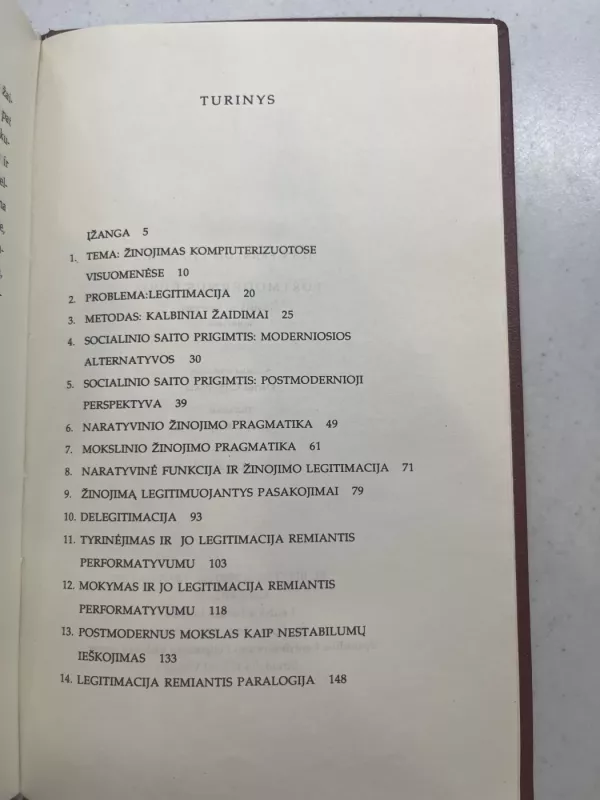 TURINYS
ĮŽANGA 5
1. TEMA: ŽINOJIMAS KOMPIUTERIZUOTOSE
VISUOMENĖSE 10
2. PROBLEMA:LEGITIMACIJA 20
3. METODAS: KALBINIAI ŽAIDIMAI 25
4. SOCIALINIO SAITO PRIGIMTIS: MODERNIOSIOS
ALTERNATYVOS 30
5. SOCIALINIO SAITO PRIGIMTIS: POSTMODERNIOJI
PERSPEKTYVA 39
6. NARATYVINIO ŽINOJIMO PRAGMATIKA 49
7. MOKSLINIO ŽINOJIMO PRAGMATIKA 61
8. NARATYVINĖ FUNKCIJA IR ŽINOJIMO LEGITIMACIJA 71
9. ŽINOJIMĄ LEGITIMUOJANTYS PASAKOJIMAI 79
10. DELEGITIMACIJA 93
11. TYRINĖJIMAS IR JO LEGITIMACIJA REMIANTIS
PERFORMATYVUMU 103
12. MOKYMAS IR JO LEGITIMACIJA REMIANTIS
PERFORMATYVUMU 118
13. POSTMODERNUS MOKSLAS KAIP NESTABILUMŲ
IEŠKOJIMAS 133
14. LEGITIMACIJA REMIANTIS PARALOGIJA 148